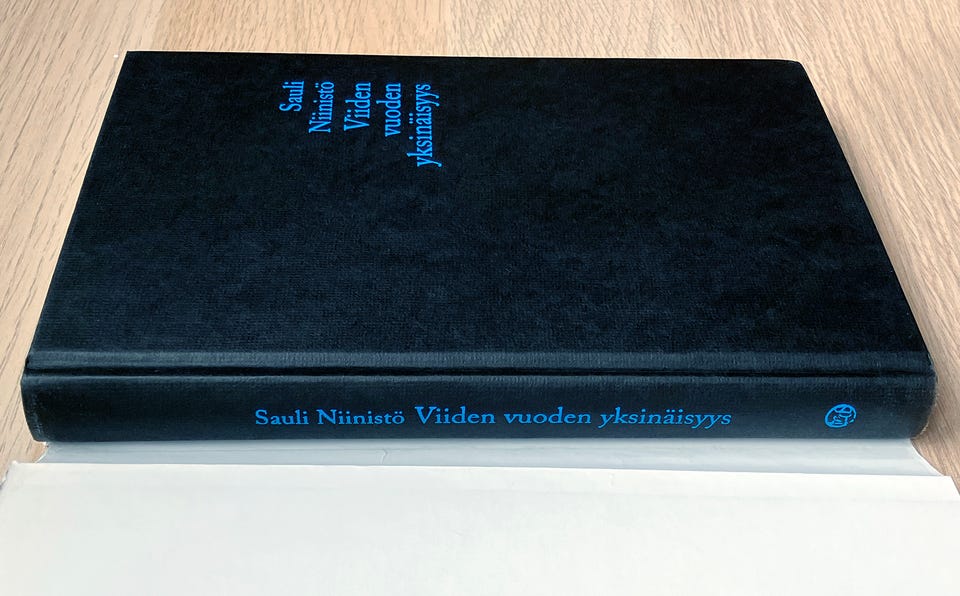 Sauli
Niinistö
Viiden
vuoden
yksinäisyys
Sauli Niinistö Viiden vuoden yksinäisyys